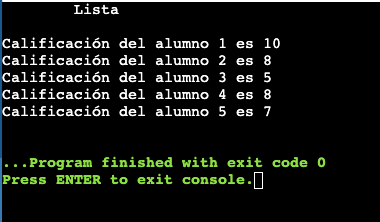 Lista
Calificación del alumno 1 es 10
Calificación del alumno 2 es 8
Calificación del alumno 3 es 5
Calificación del alumno 4 es 8
Calificación del alumno 5 es 7
...Program finished with exit code 0
Press ENTER to exit console.